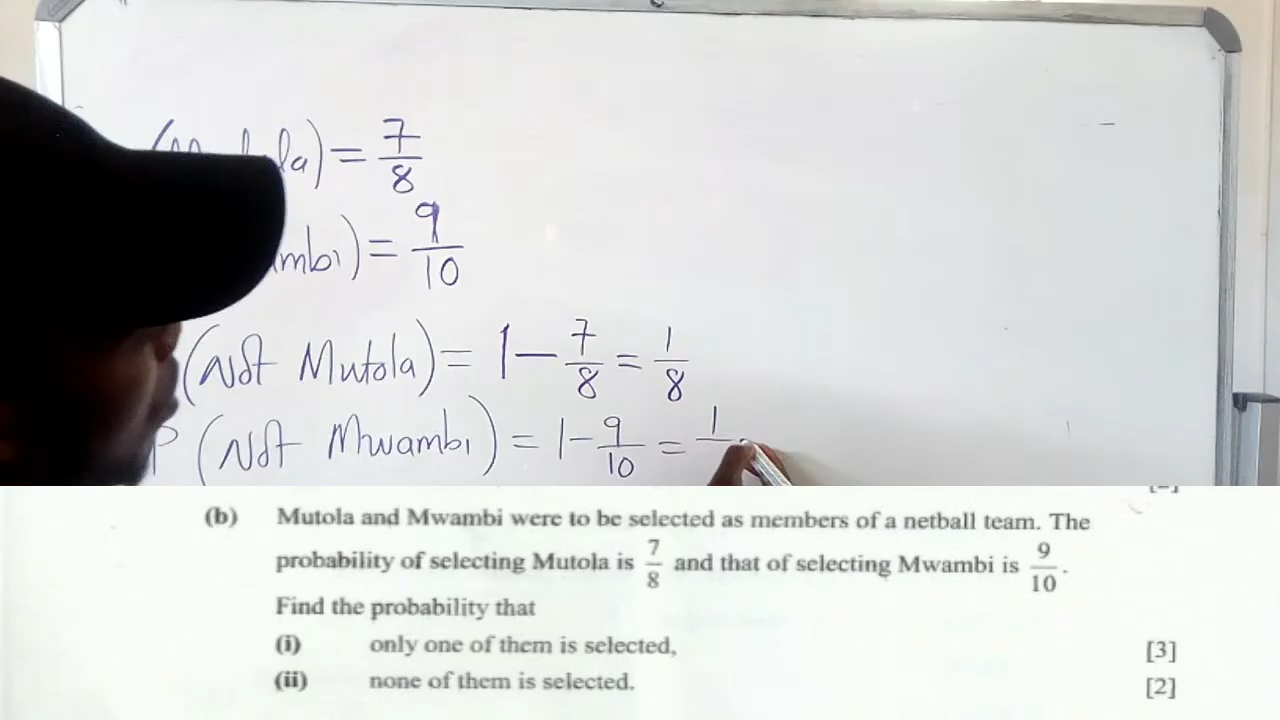 la) = 7/8
mbi) = 9/10
(Not Mutola) = 1 - 7/8 = 1/8
P (Not Mwambi) = 1 - 9/10 = 1
(b) Mutola and Mwambi were to be selected as members of a netball team. The
probability of selecting Mutola is 7/8 and that of selecting Mwambi is 9/10.
Find the probability that
(i) only one of them is selected, [3]
(ii) none of them is selected. [2]